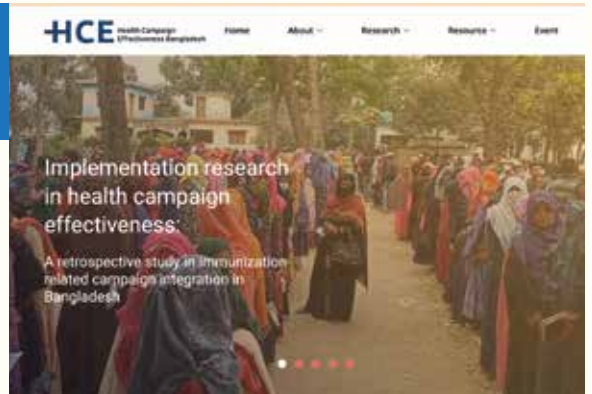 HCE Health Campaign
Effectiveness Bangladesh
Home About Research Resource Event
Implementation research
in health campaign
effectiveness:
A retrospective study in immunization
related campaign integration in
Bangladesh